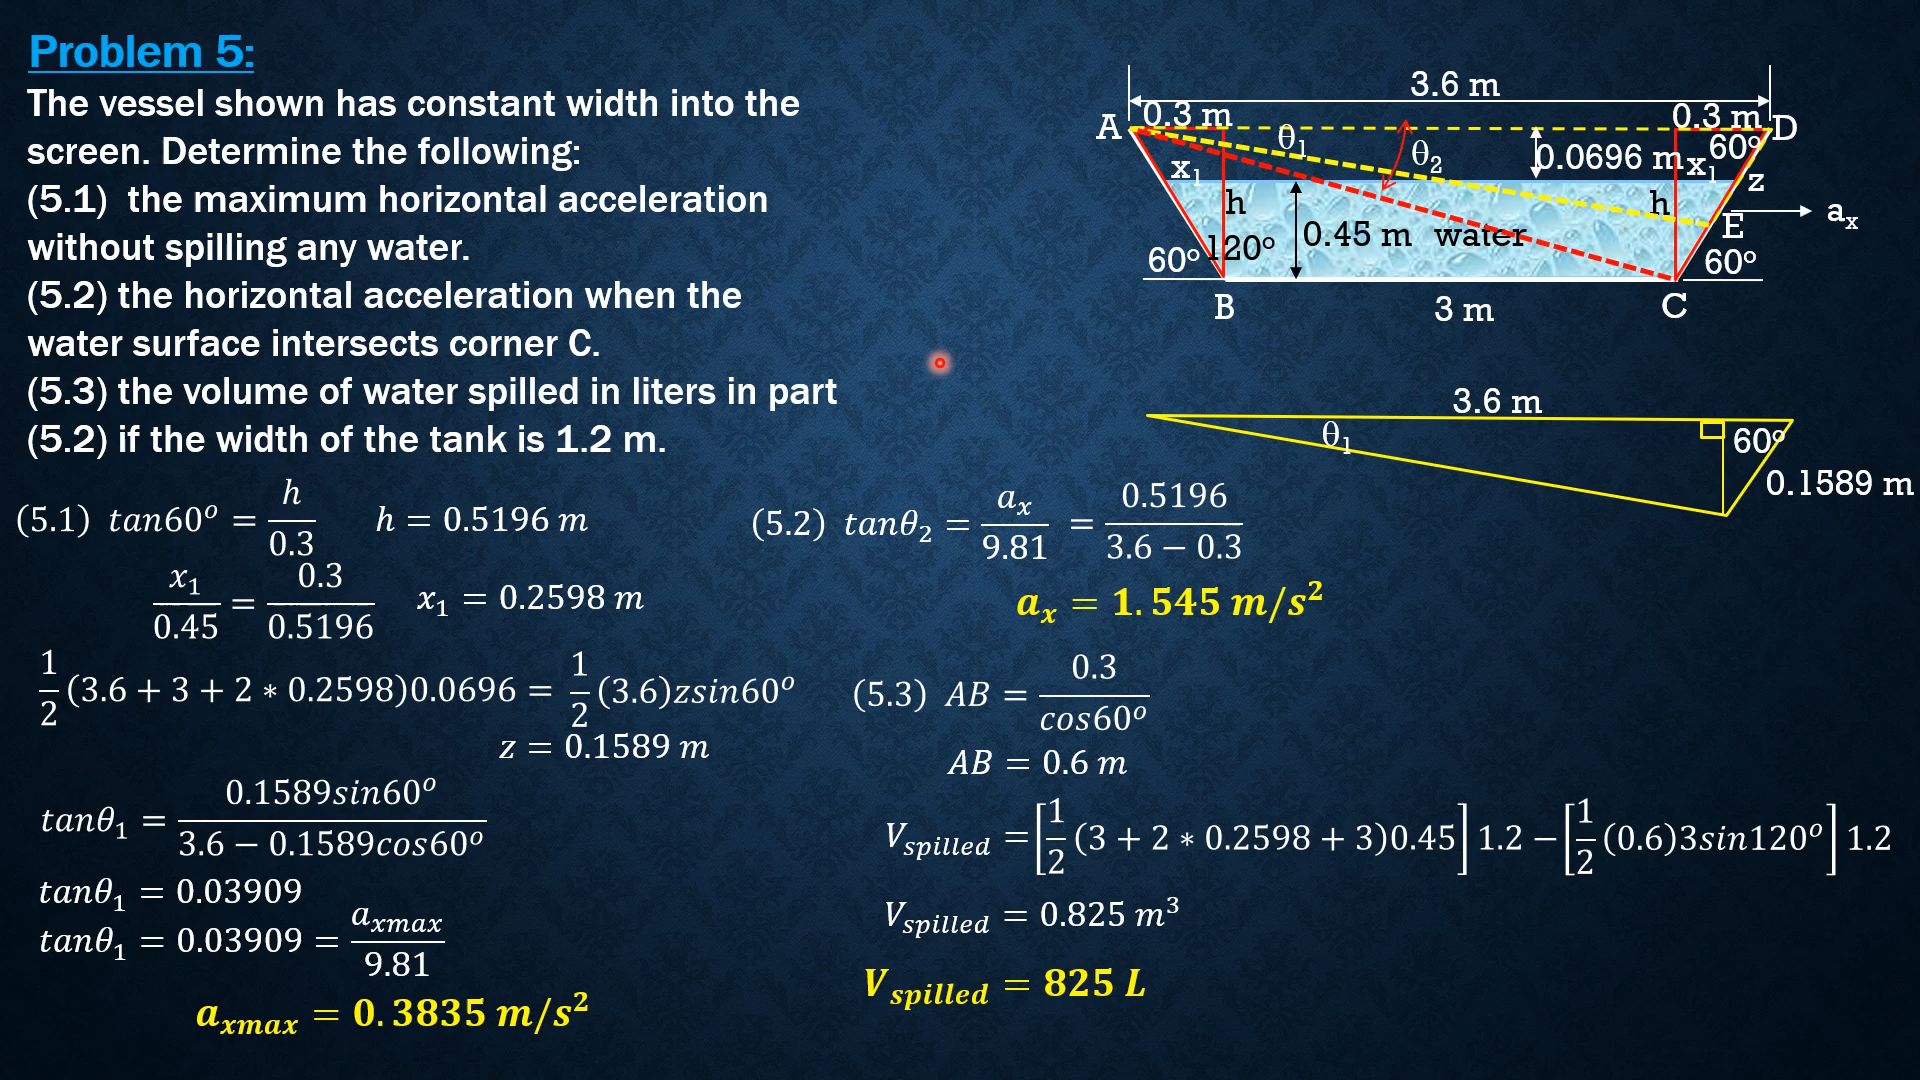 Problem 5:
The vessel shown has constant width into the
screen. Determine the following:
(5.1) the maximum horizontal acceleration
without spilling any water.
(5.2) the horizontal acceleration when the
water surface intersects corner C.
(5.3) the volume of water spilled in liters in part
(5.2) if the width of the tank is 1.2 m.
3.6 m
A 0.3 m θ₁ θ₂ 0.3 m D
x₁ 0.0696 m x₁ 60° z
h h E aₓ
60° 120° 0.45 m water 60°
B 3 m C
3.6 m
θ₁ 60°
0.1589 m
(5.1) tan60° = h/0.3 h = 0.5196 m
x₁/0.45 = 0.3/0.5196 x₁ = 0.2598 m
1/2 (3.6 + 3 + 2 ∗ 0.2598)0.0696 = 1/2 (3.6)zsin60°
z = 0.1589 m
tanθ₁ = 0.1589sin60°/3.6 − 0.1589cos60°
tanθ₁ = 0.03909
tanθ₁ = 0.03909 = a_xmax/9.81
a_xmax = 0.3835 m/s²
(5.2) tanθ₂ = aₓ/9.81 = 0.5196/3.6 − 0.3
aₓ = 1.545 m/s²
(5.3) AB = 0.3/cos60°
AB = 0.6 m
V_spilled = [1/2 (3 + 2 ∗ 0.2598 + 3)0.45] 1.2 − [1/2 (0.6)3sin120°] 1.2
V_spilled = 0.825 m³
V_spilled = 825 L